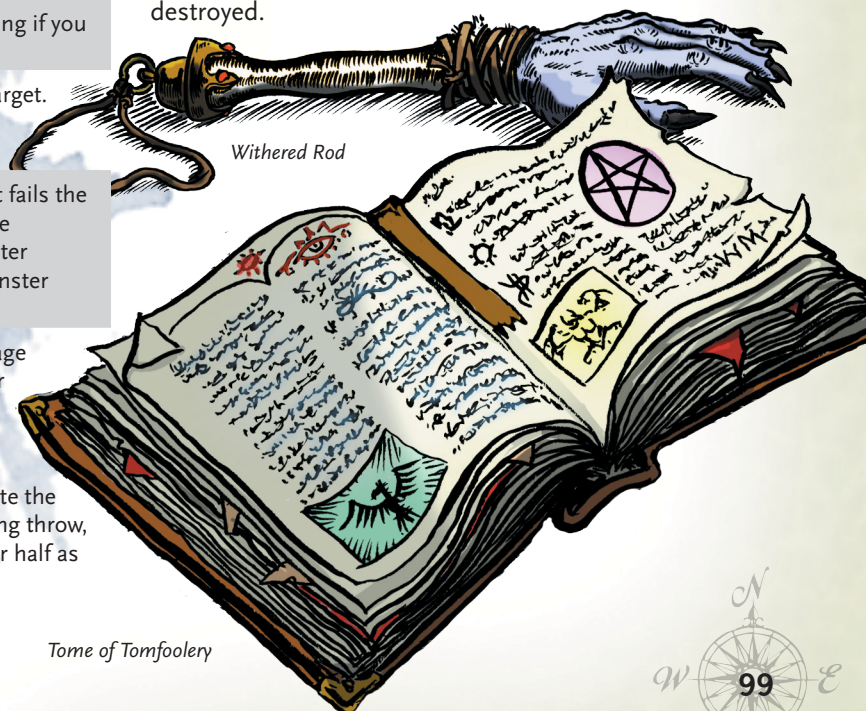 destroyed.
ng if you
arget.
Withered Rod
t fails the
e
ter
nster
ge
r
te the
ng throw,
r half as
Tome of Tomfoolery
N
W
E
99